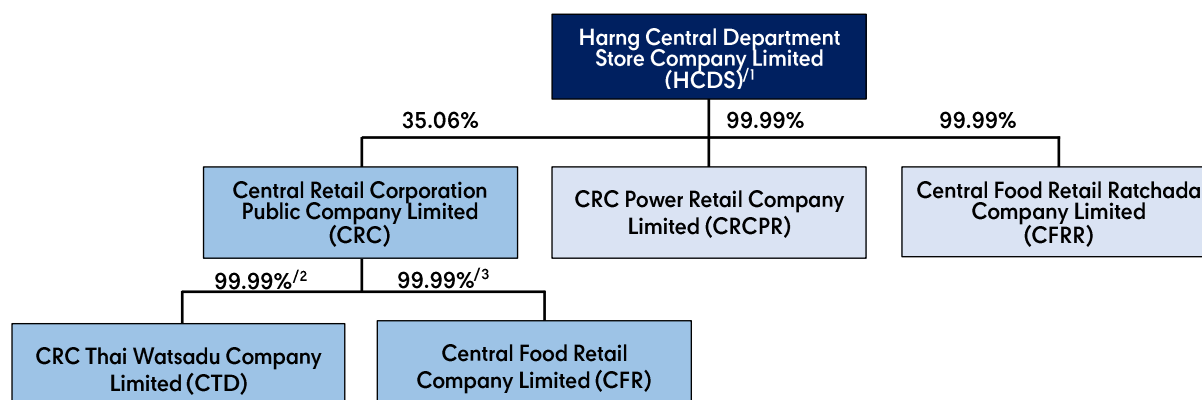 Harng Central Department
Store Company Limited
(HCDS)/1
35.06%
99.99%
99.99%
Central Retail Corporation
Public Company Limited
(CRC)
CRC Power Retail Company
Limited (CRCPR)
Central Food Retail Ratchada
Company Limited
(CFRR)
99.99%/2
99.99%/3
CRC Thai Watsadu Company
Limited (CTD)
Central Food Retail
Company Limited (CFR)